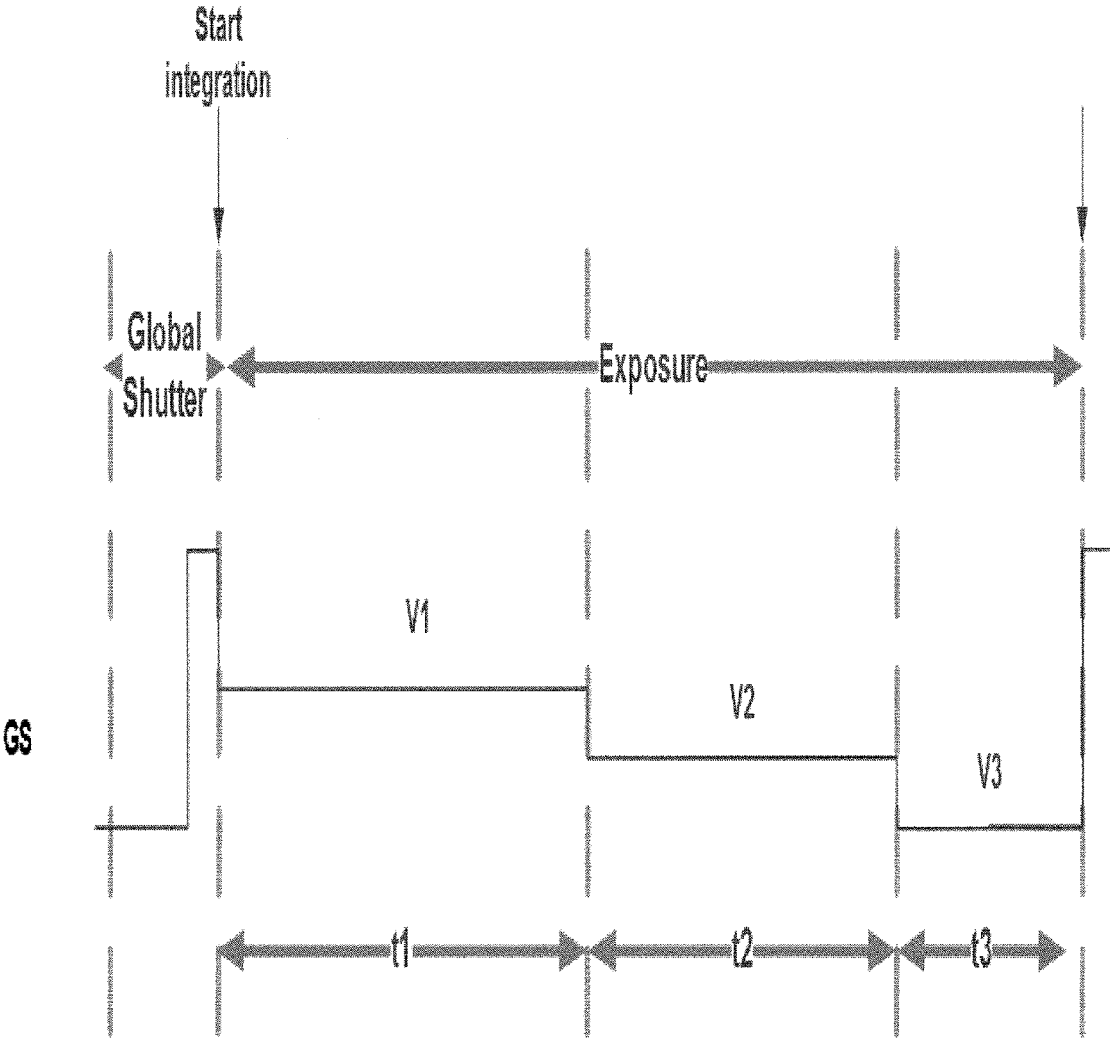 Start
integration
Global
Shutter
Exposure
V1
V2
V3
GS
t1
t2
t3